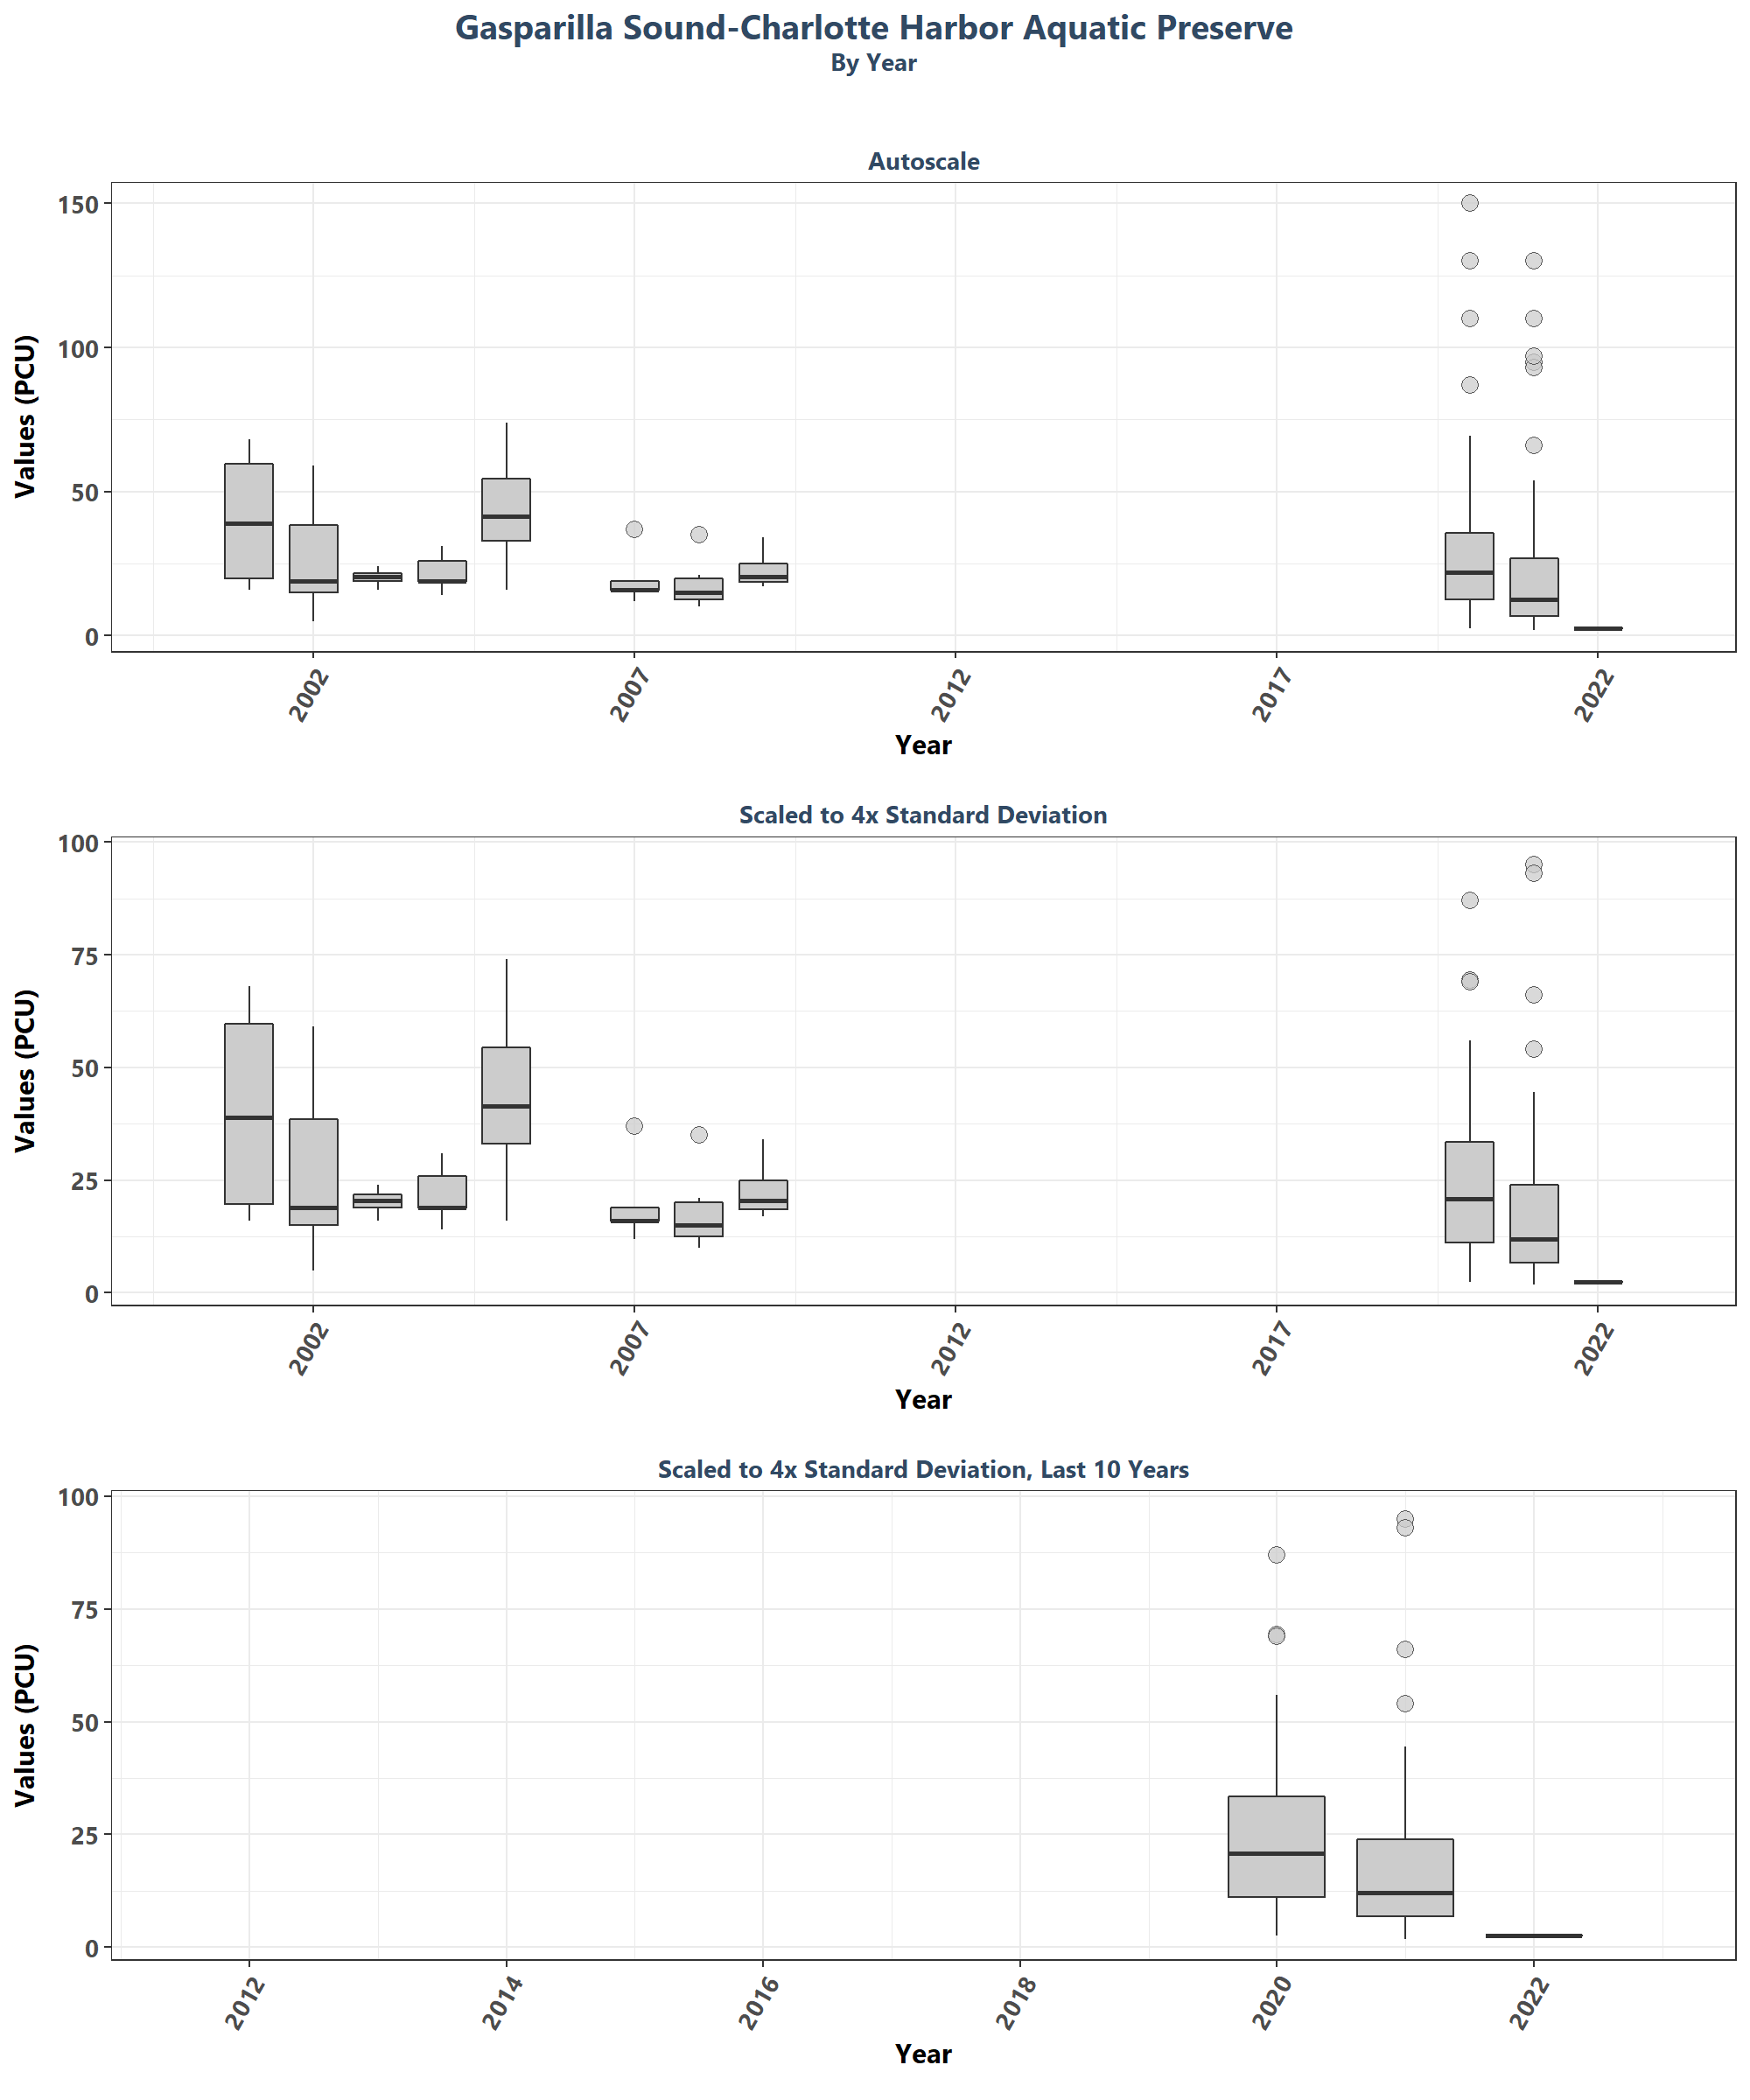 Gasparilla Sound-Charlotte Harbor Aquatic Preserve
By Year
Autoscale
Values (PCU)
150
100
50
0
2002
2007
2012
2017
2022
Year
Scaled to 4x Standard Deviation
Values (PCU)
100
75
50
25
0
2002
2007
2012
2017
2022
Year
Scaled to 4x Standard Deviation, Last 10 Years
Values (PCU)
100
75
50
25
0
2012
2014
2016
2018
2020
2022
Year